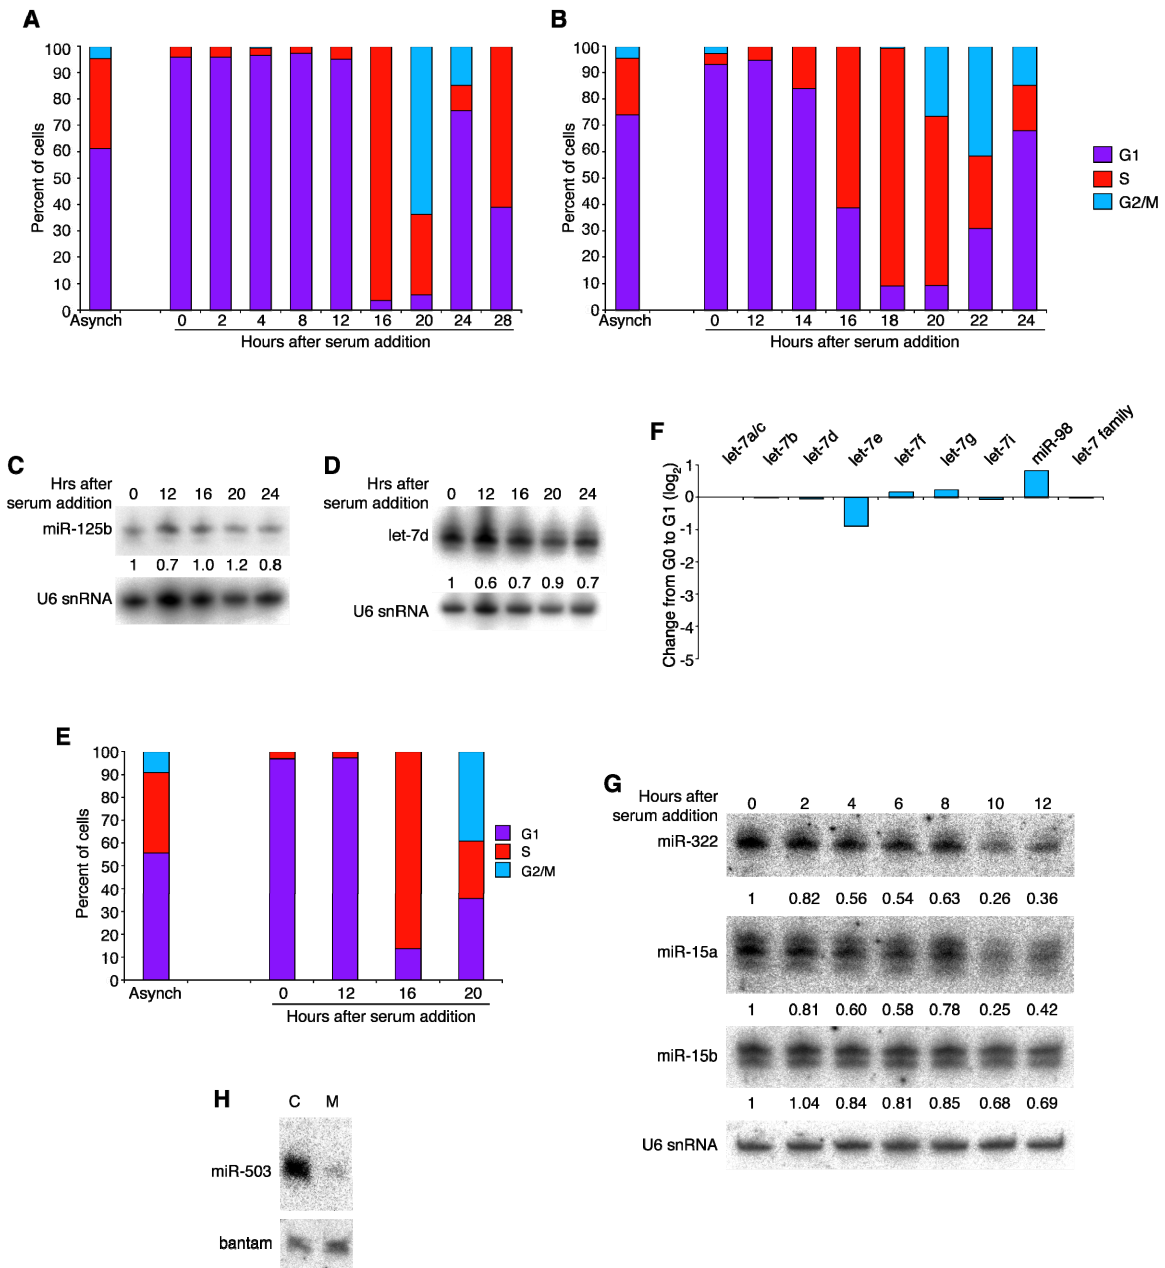 A
Percent of cells
100
90
80
70
60
50
40
30
20
10
0
Asynch
0 2 4 8 12 16 20 24 28
Hours after serum addition
B
Percent of cells
100
90
80
70
60
50
40
30
20
10
0
Asynch
0 12 14 16 18 20 22 24
Hours after serum addition
G1
S
G2/M
C
Hrs after
serum addition
0 12 16 20 24
miR-125b
1 0.7 1.0 1.2 0.8
U6 snRNA
D
Hrs after
serum addition
0 12 16 20 24
let-7d
1 0.6 0.7 0.9 0.7
U6 snRNA
F
let-7a/c
let-7b
let-7d
let-7e
let-7f
let-7g
let-7i
miR-98
let-7 family
Change from G0 to G1 (log2)
1
0
-1
-2
-3
-4
-5
E
Percent of cells
100
90
80
70
60
50
40
30
20
10
0
Asynch
0 12 16 20
Hours after serum addition
G1
S
G2/M
G
Hours after
serum addition
0 2 4 6 8 10 12
miR-322
1 0.82 0.56 0.54 0.63 0.26 0.36
miR-15a
1 0.81 0.60 0.58 0.78 0.25 0.42
miR-15b
1 1.04 0.84 0.81 0.85 0.68 0.69
U6 snRNA
H
C M
miR-503
bantam